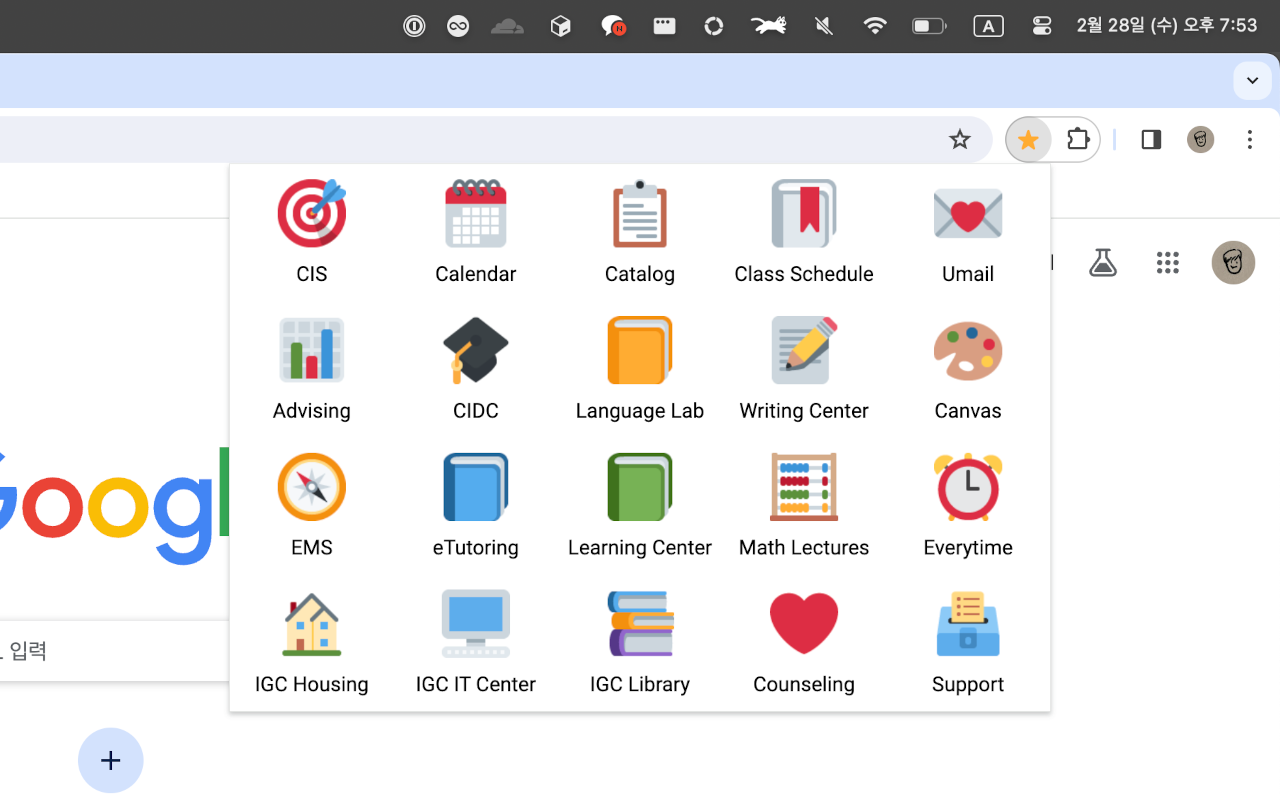 2월 28일 (수) 오후 7:53
A
CIS
Calendar
Catalog
Class Schedule
Umail
Advising
CIDC
Language Lab
Writing Center
Canvas
Googl
EMS
eTutoring
Learning Center
Math Lectures
Everytime
입력
IGC Housing
IGC IT Center
IGC Library
Counseling
Support